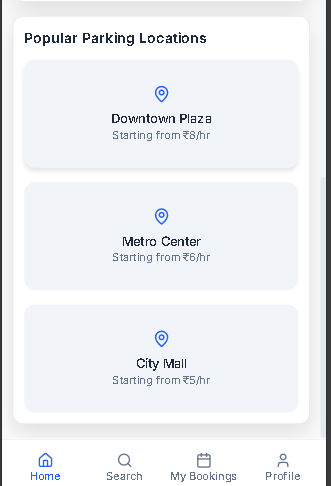 Popular Parking Locations
Downtown Plaza
Starting from ₹8/hr
Metro Center
Starting from ₹6/hr
City Mall
Starting from ₹5/hr
Home
Search
My Bookings
Profile